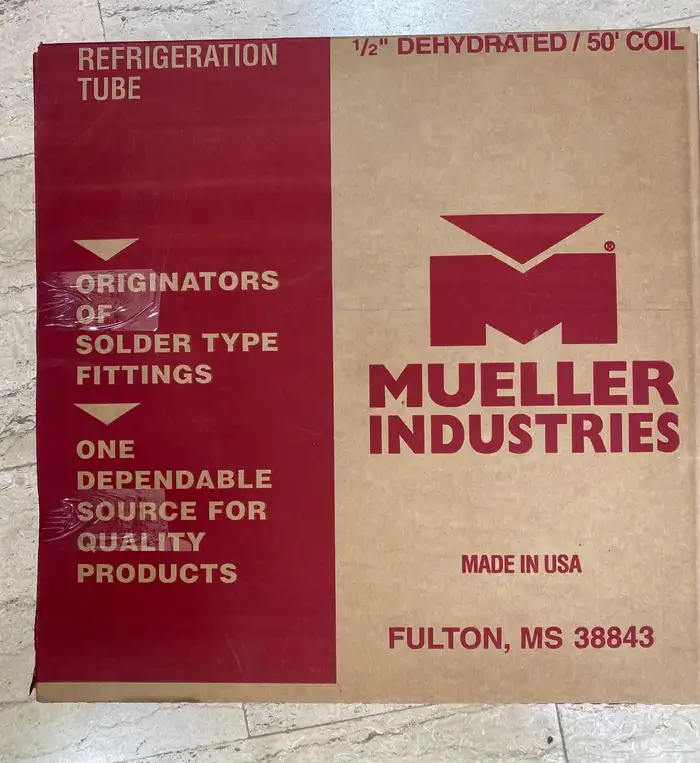 REFRIGERATION
TUBE
1/2" DEHYDRATED / 50' COIL
ORIGINATORS
OF
SOLDER TYPE
FITTINGS
ONE
DEPENDABLE
SOURCE FOR
QUALITY
PRODUCTS
M®
MUELLER
INDUSTRIES
MADE IN USA
FULTON, MS 38843